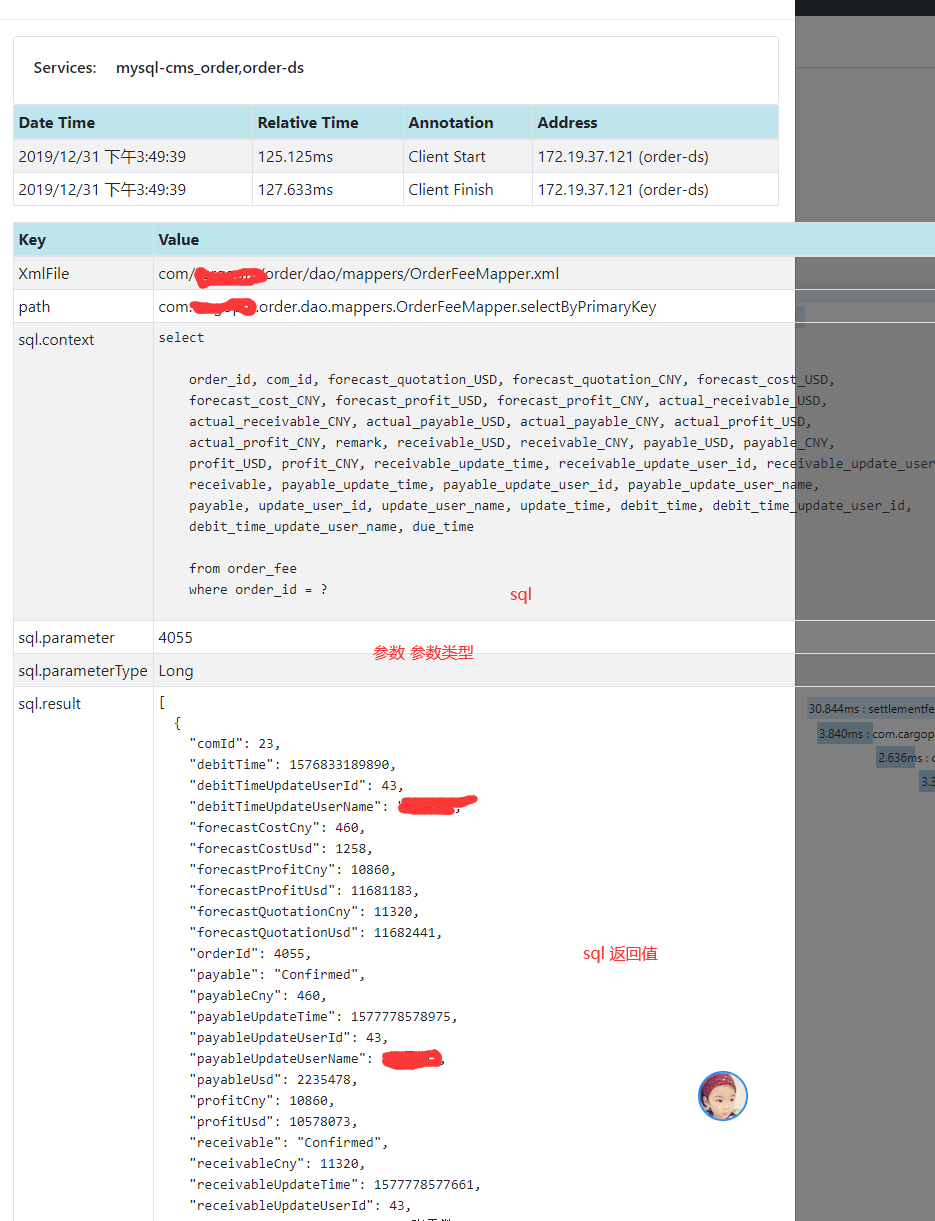 Services: mysql-cms_order,order-ds
Date Time Relative Time Annotation Address
2019/12/31 下午3:49:39 125.125ms Client Start 172.19.37.121 (order-ds)
2019/12/31 下午3:49:39 127.633ms Client Finish 172.19.37.121 (order-ds)
Key Value
XmlFile com/ /order/dao/mappers/OrderFeeMapper.xml
path com. .order.dao.mappers.OrderFeeMapper.selectByPrimaryKey
sql.context select
order_id, com_id, forecast_quotation_USD, forecast_quotation_CNY, forecast_cost_USD,
forecast_cost_CNY, forecast_profit_USD, forecast_profit_CNY, actual_receivable_USD,
actual_receivable_CNY, actual_payable_USD, actual_payable_CNY, actual_profit_USD,
actual_profit_CNY, remark, receivable_USD, receivable_CNY, payable_USD, payable_CNY,
profit_USD, profit_CNY, receivable_update_time, receivable_update_user_id, receivable_update_user
receivable, payable_update_time, payable_update_user_id, payable_update_user_name,
payable, update_user_id, update_user_name, update_time, debit_time, debit_time_update_user_id,
debit_time_update_user_name, due_time
from order_fee
where order_id = ?
sql
sql.parameter 4055
参数 参数类型
sql.parameterType Long
sql.result [
{
"comId": 23,
"debitTime": 1576833189890,
"debitTimeUpdateUserId": 43,
"debitTimeUpdateUserName":
"forecastCostCny": 460,
"forecastCostUsd": 1258,
"forecastProfitCny": 10860,
"forecastProfitUsd": 11681183,
"forecastQuotationCny": 11320,
"forecastQuotationUsd": 11682441,
"orderId": 4055,
sql 返回值
"payable": "Confirmed",
"payableCny": 460,
"payableUpdateTime": 1577778578975,
"payableUpdateUserId": 43,
"payableUpdateUserName":
"payableUsd": 2235478,
"profitCny": 10860,
"profitUsd": 10578073,
"receivable": "Confirmed",
"receivableCny": 11320,
"receivableUpdateTime": 1577778577661,
"receivableUpdateUserId": 43,
30.844ms : settlementfe
3.840ms : com.cargop
2.636ms :
3.3